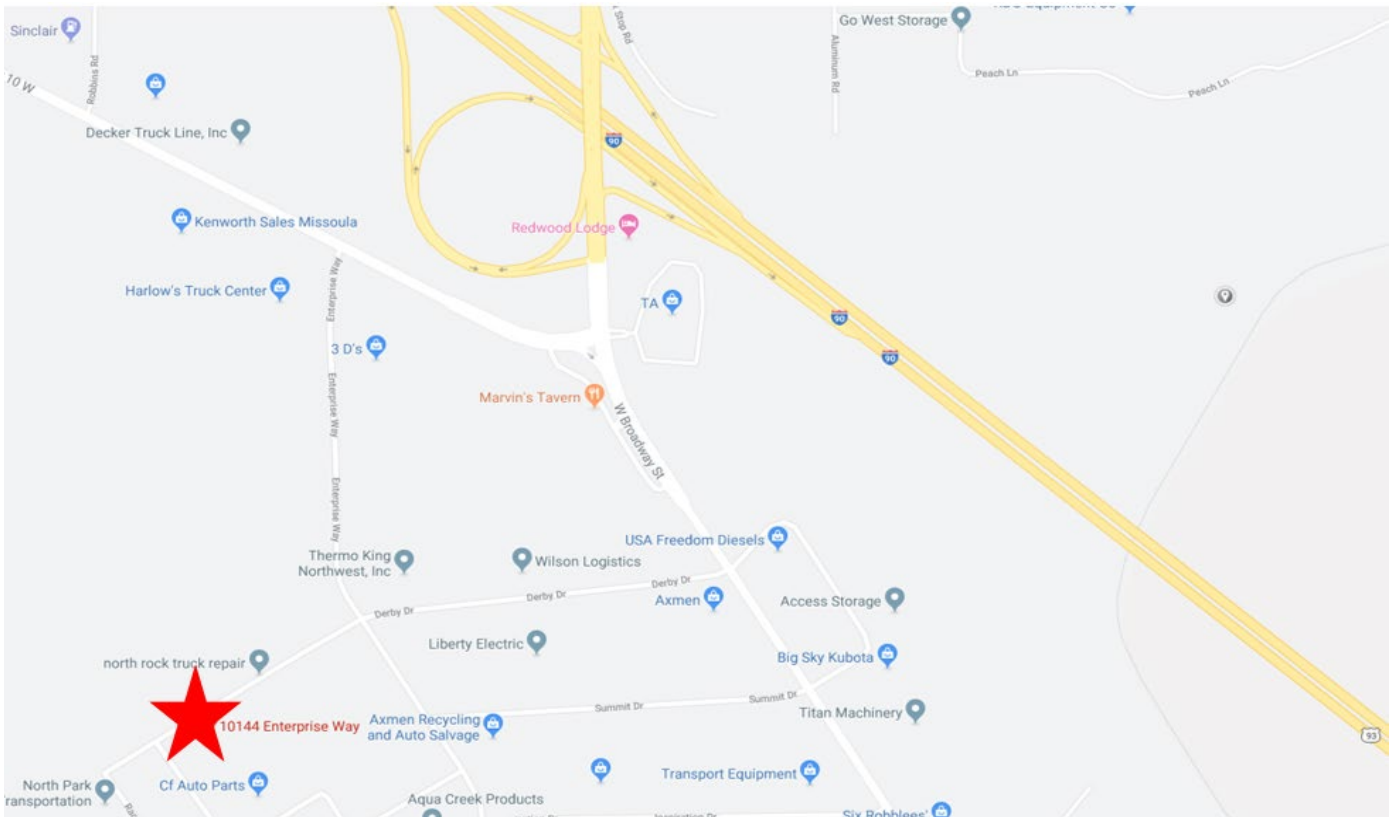 Sinclair
Robbins Rd
10 W
Decker Truck Line, Inc
Stop Rd
Go West Storage
Aluminum Rd
Peach Ln
Peach Ln
90
Kenworth Sales Missoula
Redwood Lodge
Harlow's Truck Center
Enterprise Way
TA
90
3 D's
90
Enterprise Way
Marvin's Tavern
W Broadway St
Enterprise Way
USA Freedom Diesels
Thermo King
Northwest, Inc
Wilson Logistics
Derby Dr
Derby Dr
Derby Dr
Axmen
Access Storage
Liberty Electric
north rock truck repair
Big Sky Kubota
Summit Dr
Summit Dr
Titan Machinery
10144 Enterprise Way
Axmen Recycling
and Auto Salvage
93
North Park
ransportation
Cf Auto Parts
Transport Equipment
Aqua Creek Products
Six Robblees'